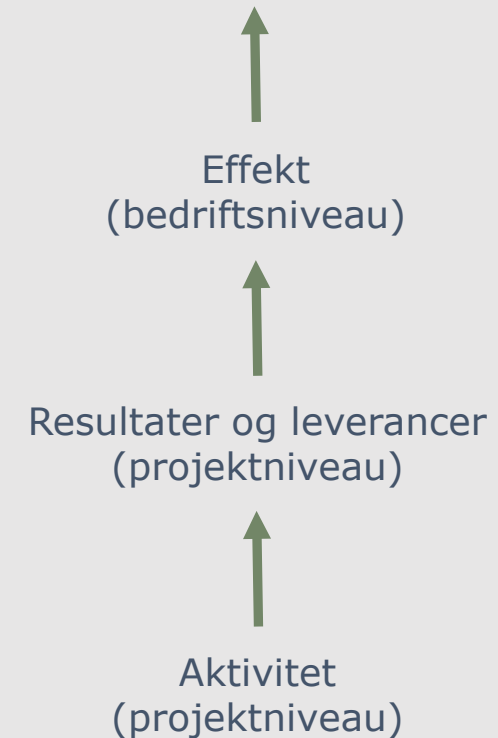 Effekt
(bedriftsniveau)
Resultater og leverancer
(projektniveau)
Aktivitet
(projektniveau)